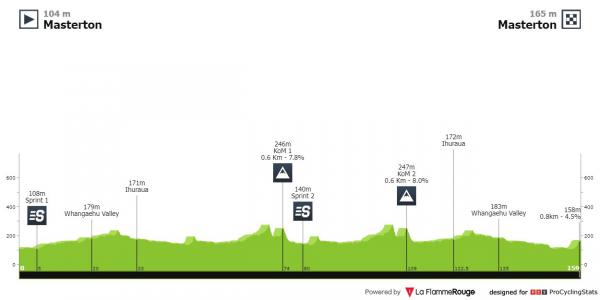 104 m
Masterton
165 m
Masterton
172m
Ihuraua
246m
KoM 1
0.6 Km - 7.8%
247m
KoM 2
0.6 Km - 8.0%
171m
Ihuraua
140m
Sprint 2
108m
Sprint 1
179m
Whangaehu Valley
183m
Whangaehu Valley
158m
0.8km - 4.5%
600
400
200
0
600
400
200
0
0
5
20
33
74
80
109
122.5
135
159
Powered by La FlammeRouge
designed for PCS ProCyclingStats